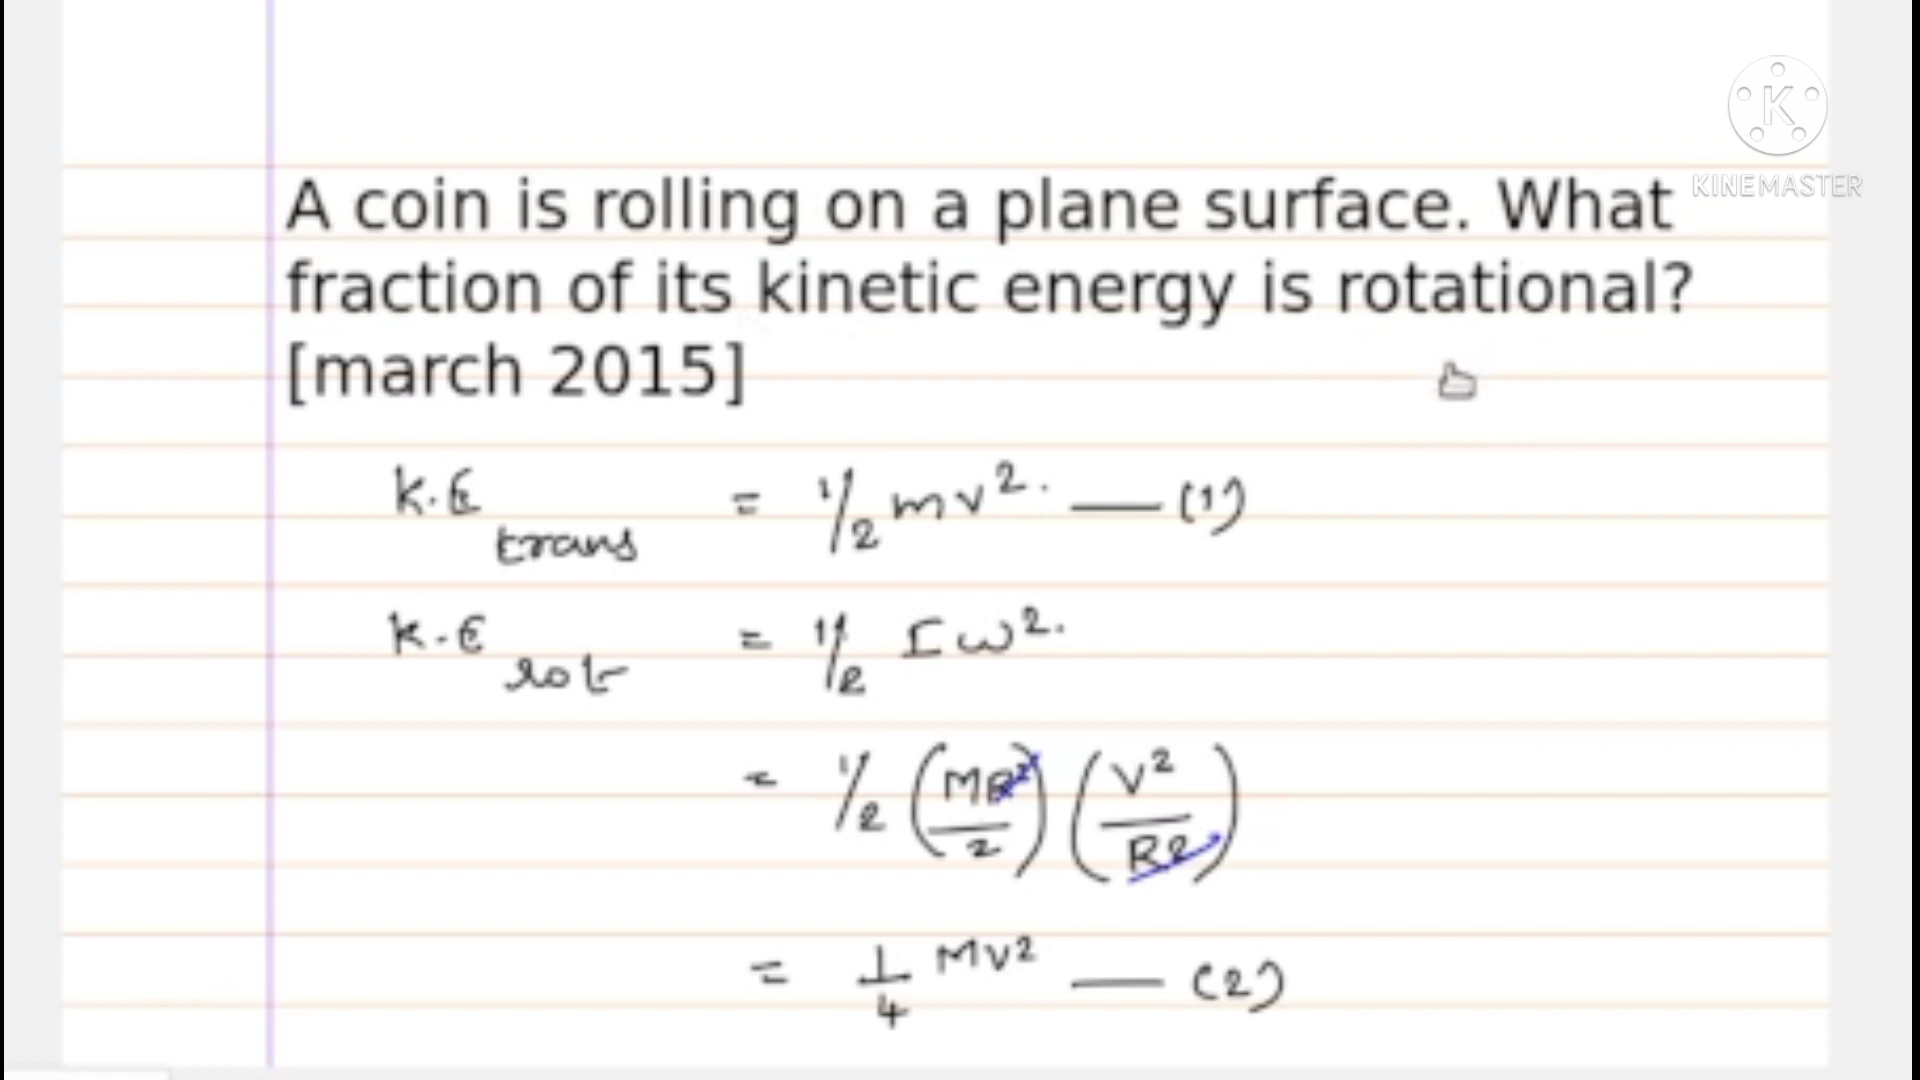 K
KINEMASTER
A coin is rolling on a plane surface. What
fraction of its kinetic energy is rotational?
[march 2015]
K.E trans = 1/2 mv². — (1)
K.E rot = 1/2 I ω².
= 1/2 (MR²/2) (V²/R²)
= 1/4 MV² — (2)